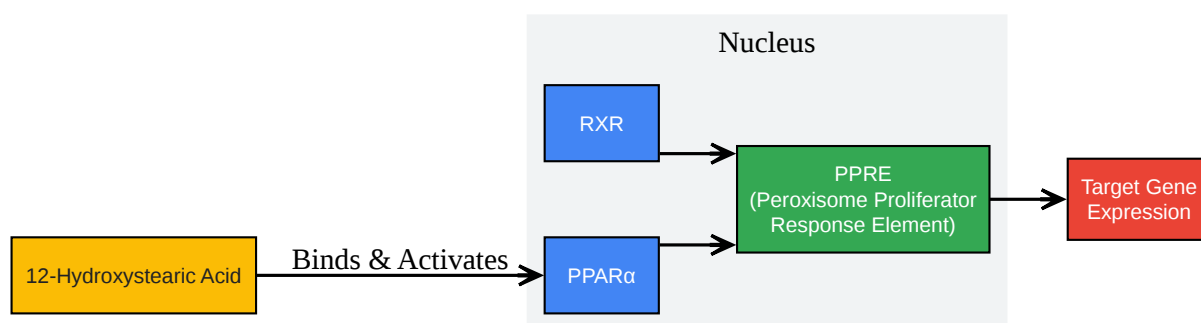 Nucleus
RXR
PPRE
(Peroxisome Proliferator
Response Element)
Target Gene
Expression
12-Hydroxystearic Acid
Binds & Activates
PPARα